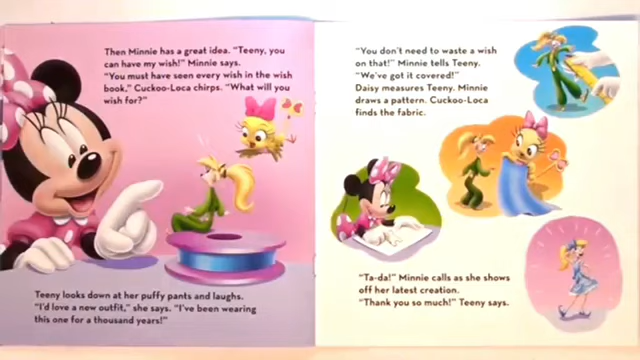 Then Minnie has a great idea. “Teeny, you
can have my wish!” Minnie says.
“You must have seen every wish in the wish
book,” Cuckoo-Loca chirps. “What will you
wish for?”
Teeny looks down at her puffy pants and laughs.
“I’d love a new outfit,” she says. “I’ve been wearing
this one for a thousand years!”
“You don’t need to waste a wish
on that!” Minnie tells Teeny.
“We’ve got it covered!”
Daisy measures Teeny. Minnie
draws a pattern. Cuckoo-Loca
finds the fabric.
“Ta-da!” Minnie calls as she shows
off her latest creation.
“Thank you so much!” Teeny says.